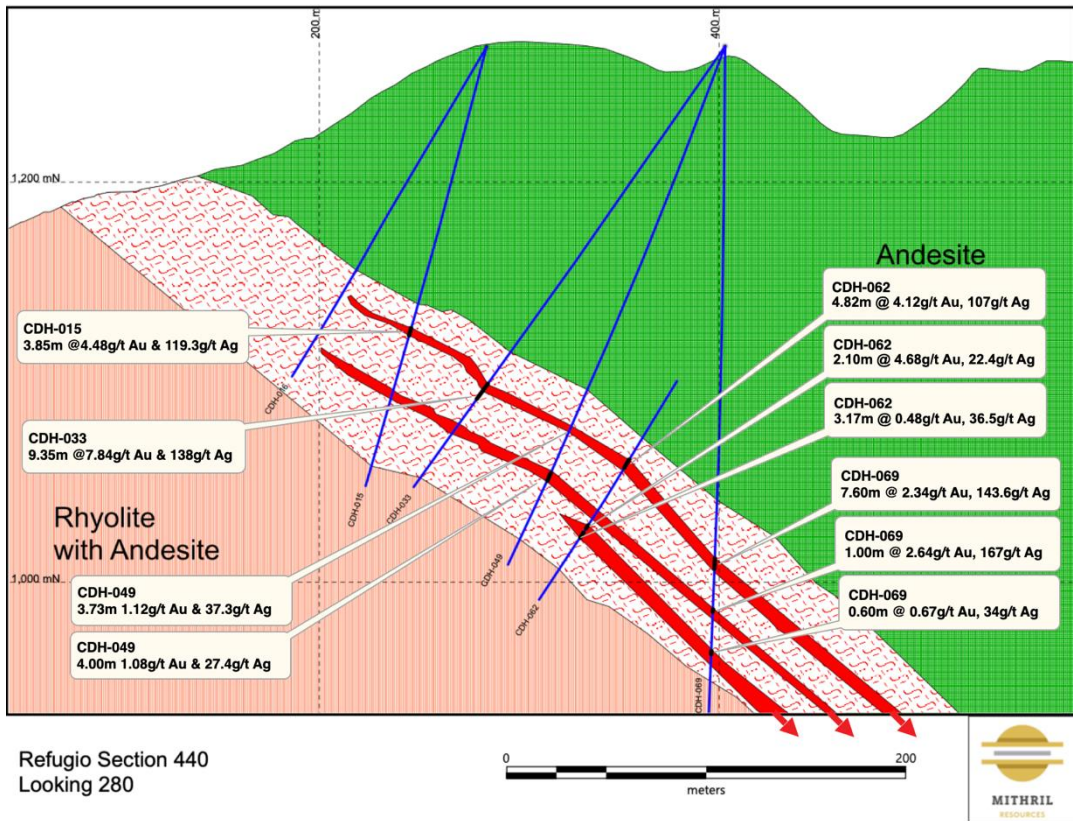 200 m
400 m
1,200 mN
Andesite
CDH-062
4.82m @ 4.12g/t Au, 107g/t Ag
CDH-015
3.85m @4.48g/t Au & 119.3g/t Ag
CDH-062
2.10m @ 4.68g/t Au, 22.4g/t Ag
CDH-016
CDH-062
3.17m @ 0.48g/t Au, 36.5g/t Ag
CDH-033
9.35m @7.84g/t Au & 138g/t Ag
CDH-015
CDH-033
CDH-069
7.60m @ 2.34g/t Au, 143.6g/t Ag
Rhyolite
with Andesite
CDH-069
1.00m @ 2.64g/t Au, 167g/t Ag
CDH-049
1,000 mN
CDH-049
3.73m 1.12g/t Au & 37.3g/t Ag
CDH-062
CDH-069
0.60m @ 0.67g/t Au, 34g/t Ag
CDH-049
4.00m 1.08g/t Au & 27.4g/t Ag
CDH-069
Refugio Section 440
Looking 280
0
200
meters
MITHRIL
RESOURCES